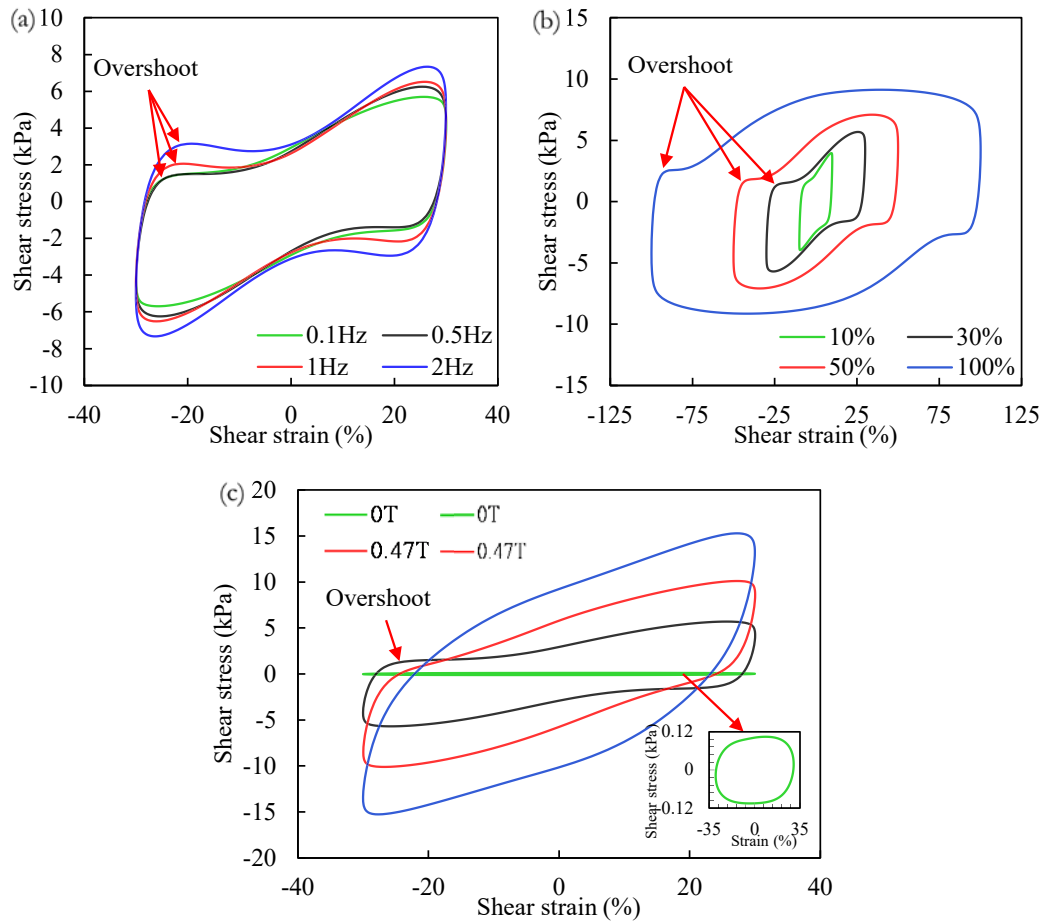 (a)
10
8
6
4
2
0
-2
-4
-6
-8
-10
Shear stress (kPa)
Overshoot
0.1Hz 0.5Hz
1Hz 2Hz
-40 -20 0 20 40
Shear strain (%)
(b)
15
10
5
0
-5
-10
-15
Shear stress (kPa)
Overshoot
10% 30%
50% 100%
-125 -75 -25 25 75 125
Shear strain (%)
(c)
20
15
10
5
0
-5
-10
-15
-20
Shear stress (kPa)
0T 0T
0.47T 0.47T
Overshoot
0.12
0
-0.12
Shear stress (kPa)
-35 0 35
Strain (%)
-40 -20 0 20 40
Shear strain (%)